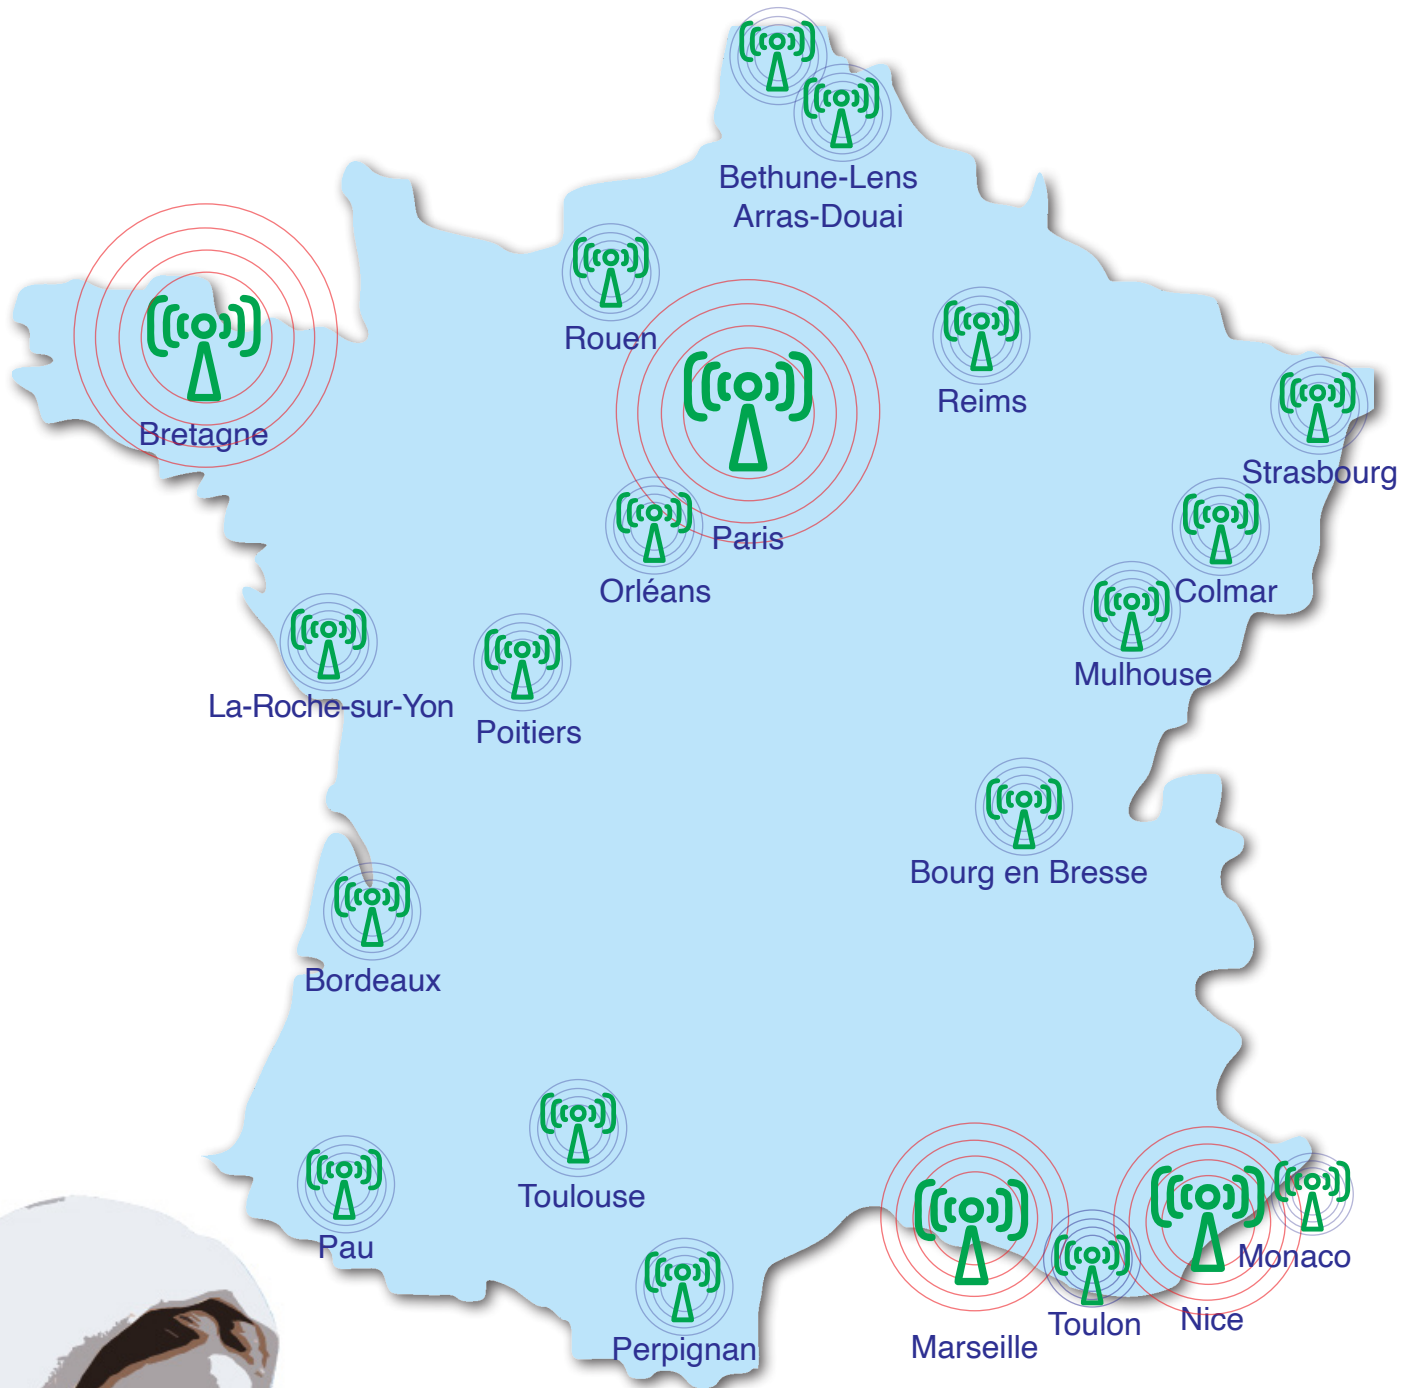 Bethune-Lens
Arras-Douai
Rouen
Reims
Bretagne
Strasbourg
Paris
Orléans
Colmar
Mulhouse
La-Roche-sur-Yon
Poitiers
Bourg en Bresse
Bordeaux
Toulouse
Pau
Monaco
Nice
Toulon
Marseille
Perpignan